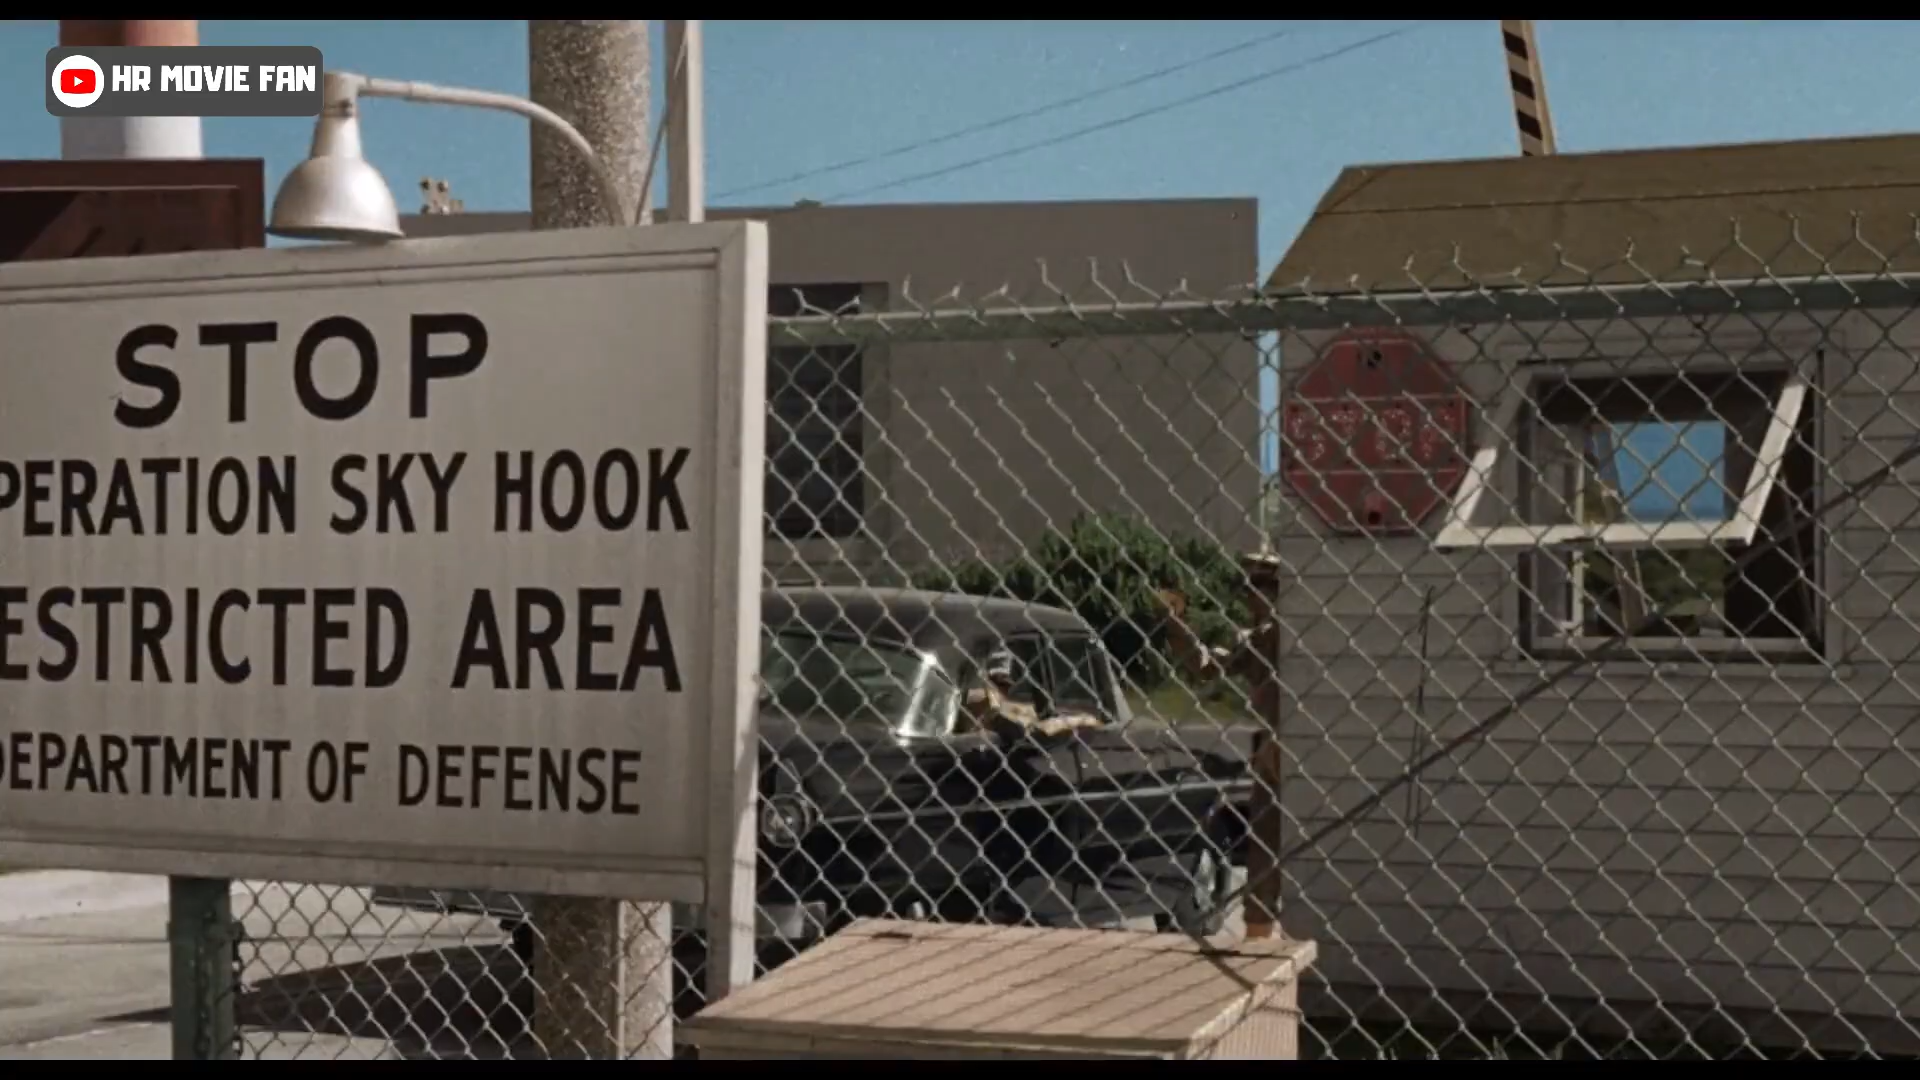 HR MOVIE FAN
STOP
PERATION SKY HOOK
ESTRICTED AREA
DEPARTMENT OF DEFENSE
STOP